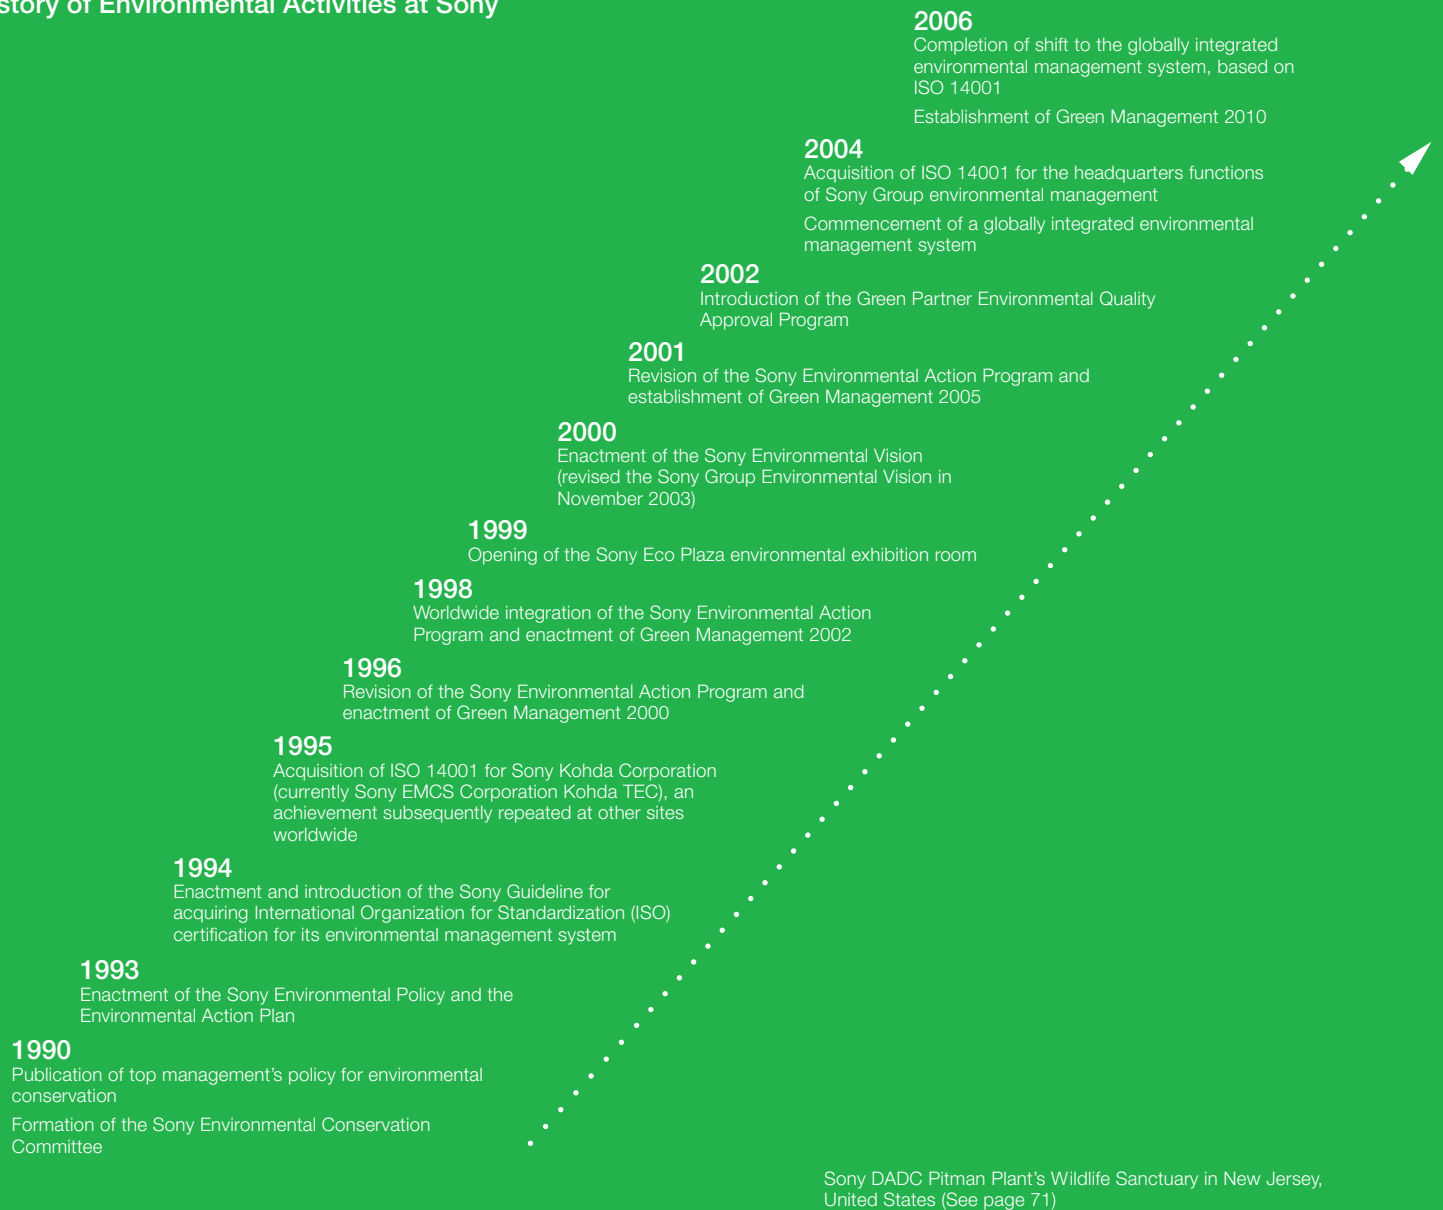 story of Environmental Activities at Sony
2006
Completion of shift to the globally integrated
environmental management system, based on
ISO 14001
Establishment of Green Management 2010
2004
Acquisition of ISO 14001 for the headquarters functions
of Sony Group environmental management
Commencement of a globally integrated environmental
management system
2002
Introduction of the Green Partner Environmental Quality
Approval Program
2001
Revision of the Sony Environmental Action Program and
establishment of Green Management 2005
2000
Enactment of the Sony Environmental Vision
(revised the Sony Group Environmental Vision in
November 2003)
1999
Opening of the Sony Eco Plaza environmental exhibition room
1998
Worldwide integration of the Sony Environmental Action
Program and enactment of Green Management 2002
1996
Revision of the Sony Environmental Action Program and
enactment of Green Management 2000
1995
Acquisition of ISO 14001 for Sony Kohda Corporation
(currently Sony EMCS Corporation Kohda TEC), an
achievement subsequently repeated at other sites
worldwide
1994
Enactment and introduction of the Sony Guideline for
acquiring International Organization for Standardization (ISO)
certification for its environmental management system
1993
Enactment of the Sony Environmental Policy and the
Environmental Action Plan
1990
Publication of top management's policy for environmental
conservation
Formation of the Sony Environmental Conservation
Committee
Sony DADC Pitman Plant's Wildlife Sanctuary in New Jersey,
United States (See page 71)